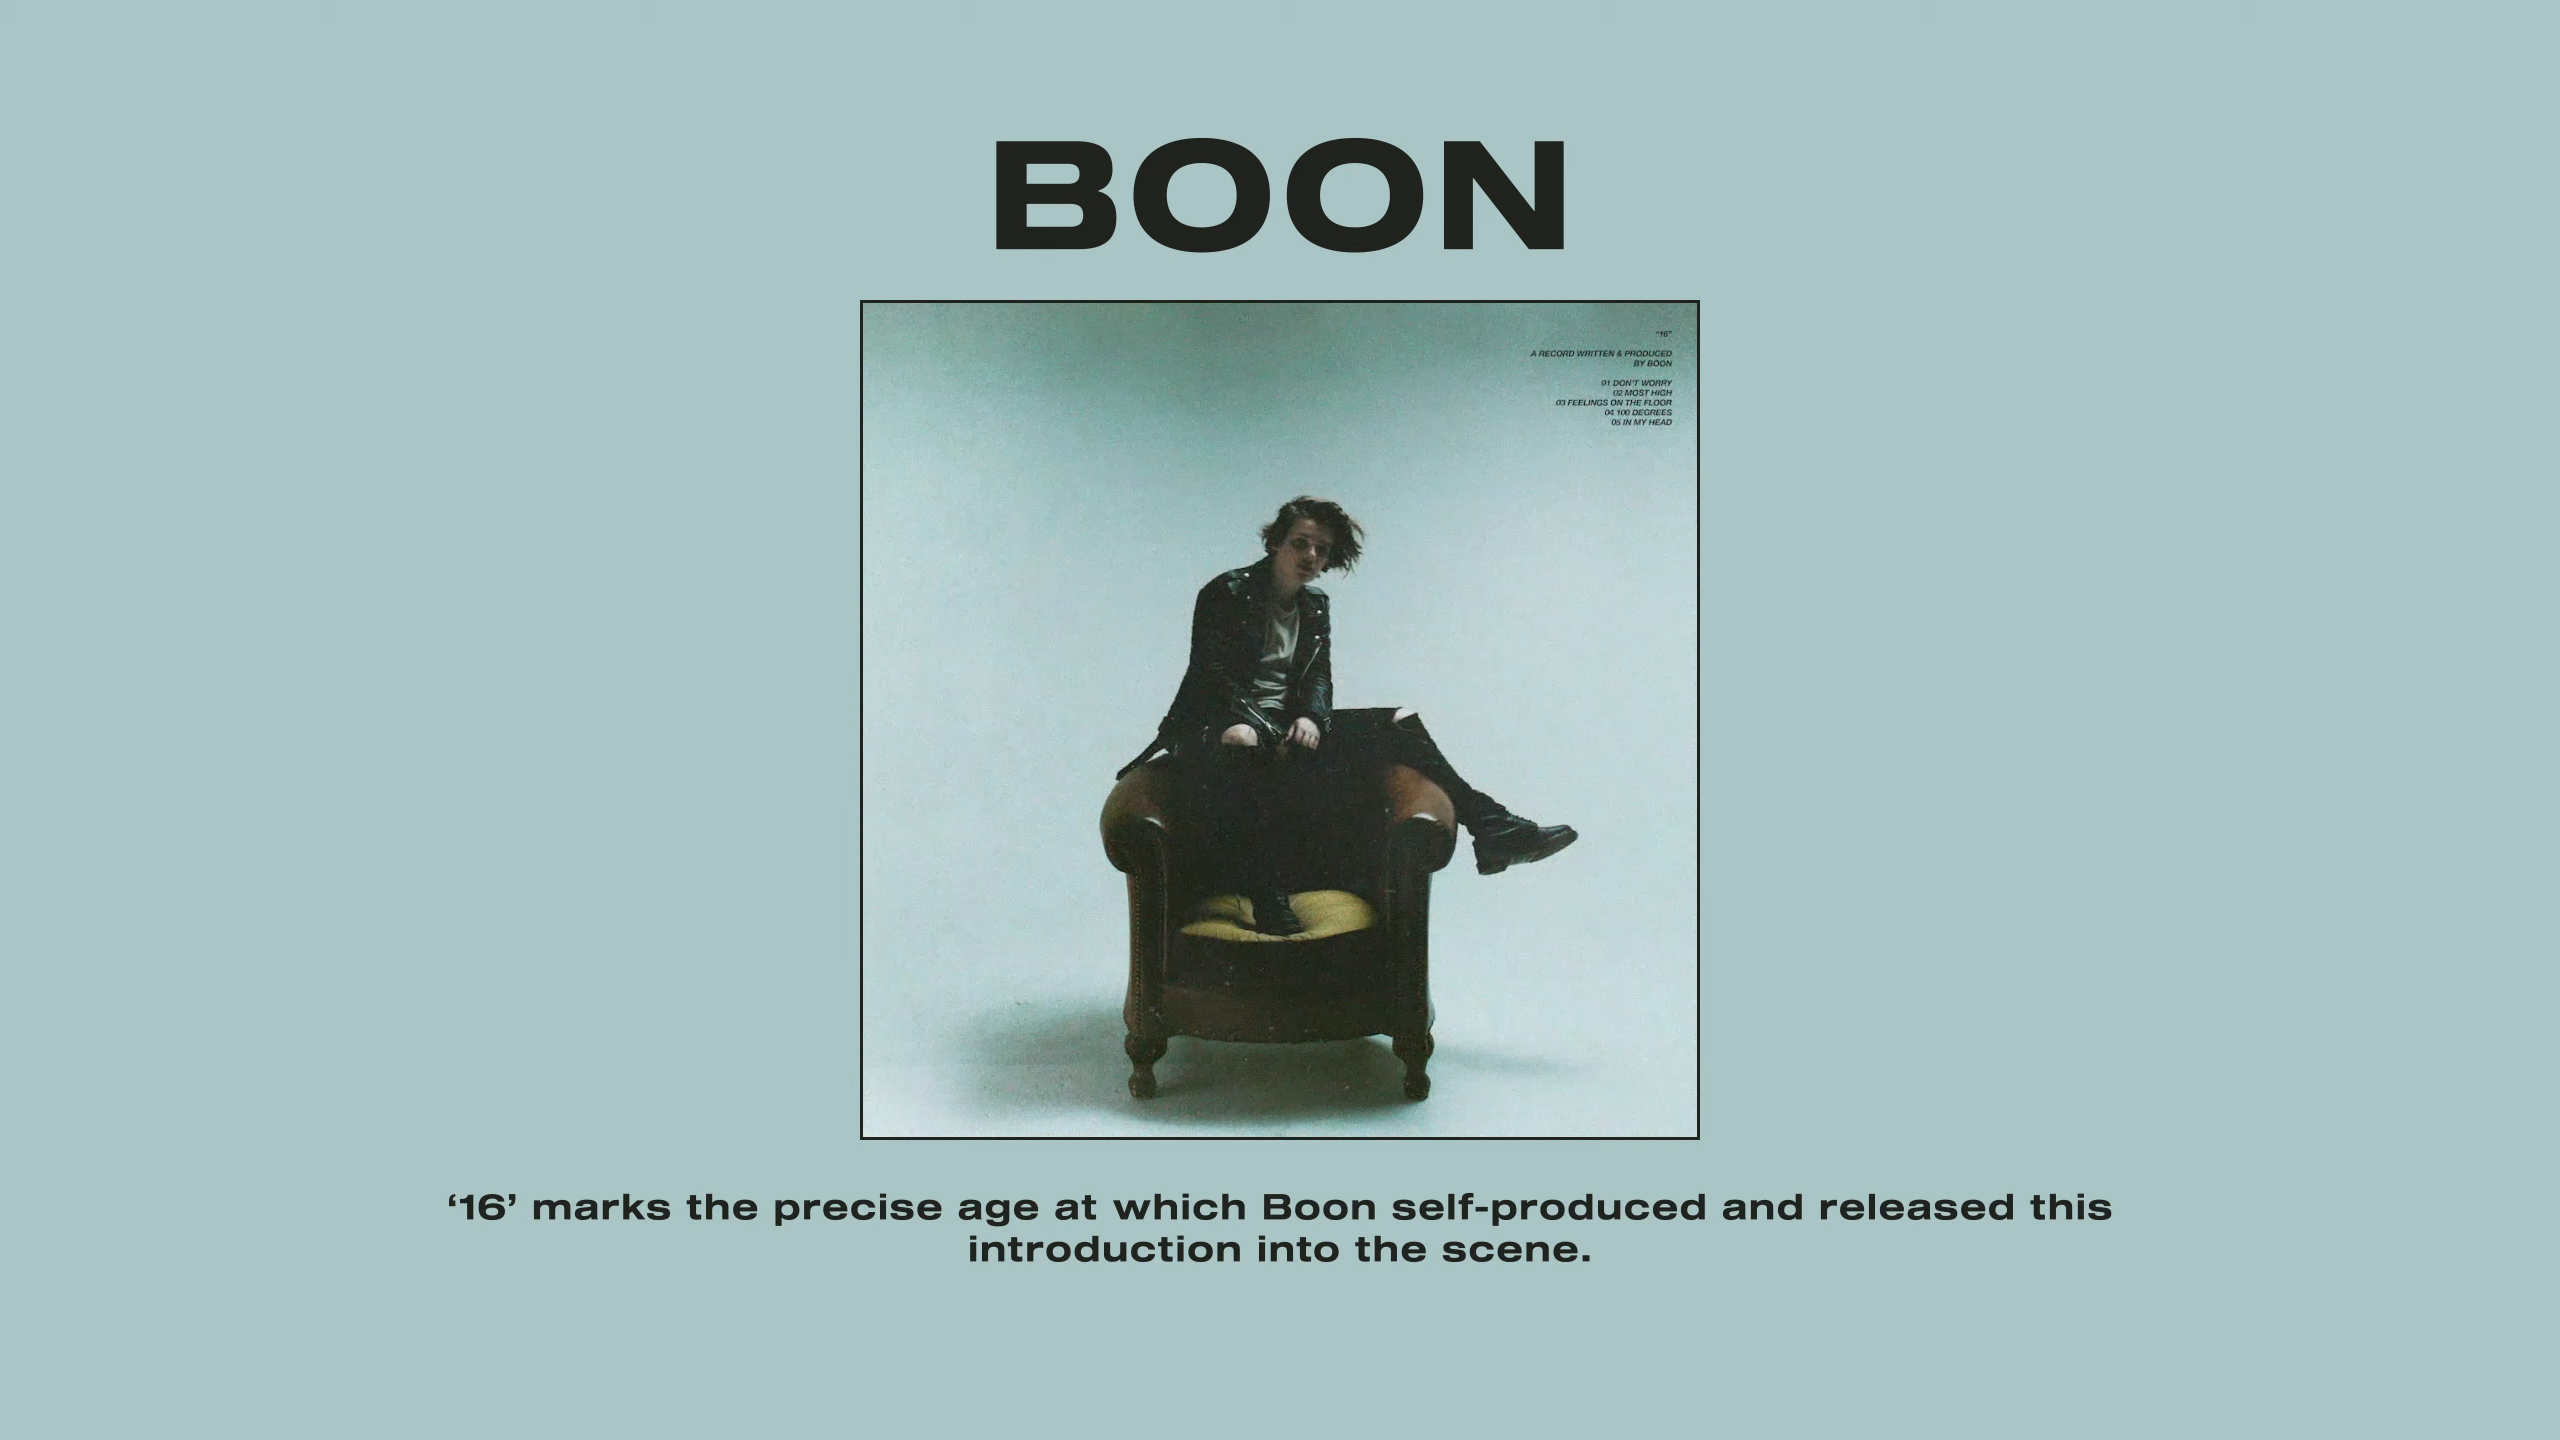 BOON
“16”
A RECORD WRITTEN & PRODUCED
BY BOON
01 DON'T WORRY
02 MOST HIGH
03 FEELINGS ON THE FLOOR
04 100 DEGREES
05 IN MY HEAD
‘16’ marks the precise age at which Boon self-produced and released this
introduction into the scene.